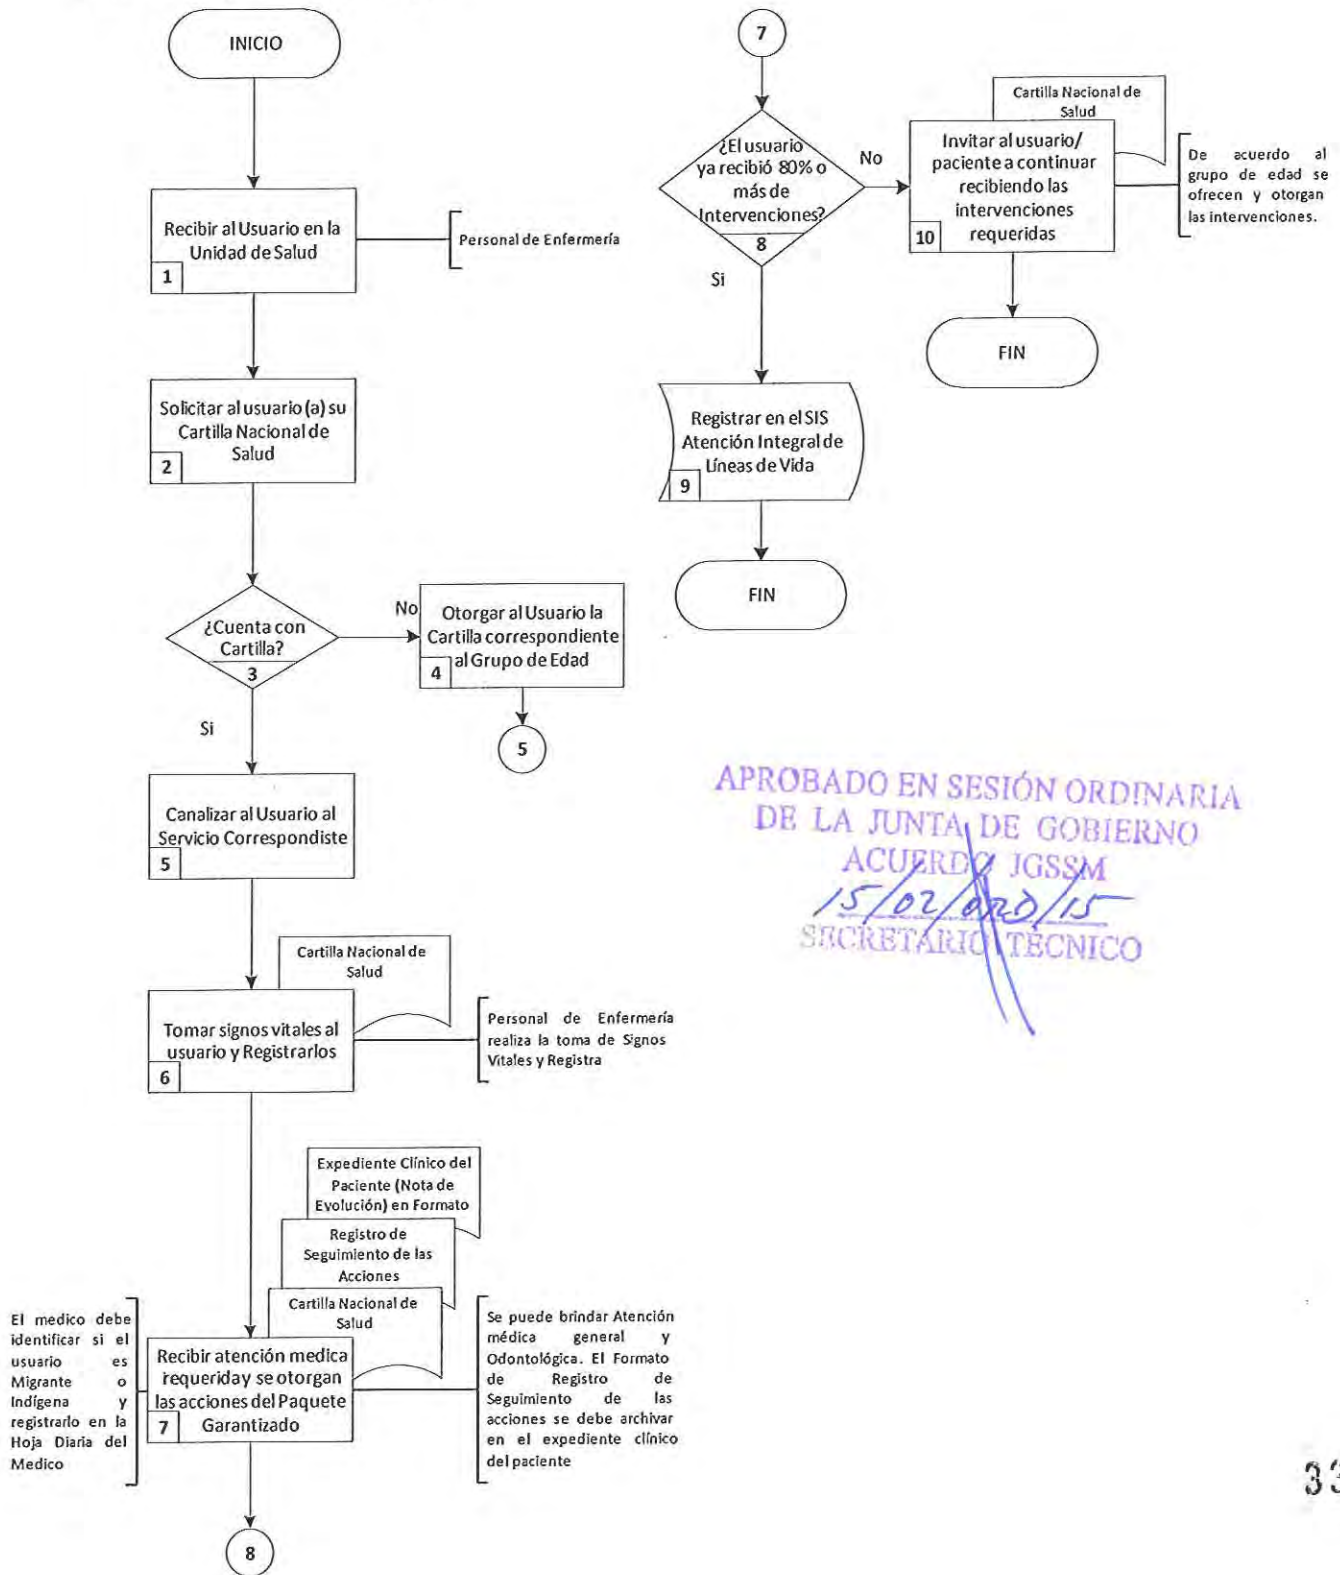 INICIO
Recibir al Usuario en la
Unidad de Salud
1
Personal de Enfermería
Solicitar al usuario (a) su
Cartilla Nacional de
Salud
2
¿Cuenta con
Cartilla?
3
No
Otorgar al Usuario la
Cartilla correspondiente
al Grupo de Edad
4
5
Si
Canalizar al Usuario al
Servicio Correspondiste
5
Cartilla Nacional de
Salud
Tomar signos vitales al
usuario y Registrarlos
6
Personal de Enfermería
realiza la toma de Signos
Vitales y Registra
Expediente Clínico del
Paciente (Nota de
Evolución) en Formato
Registro de
Seguimiento de las
Acciones
Cartilla Nacional de
Salud
El medico debe
identificar si el
usuario es
Migrante o
Indígena y
registrarlo en la
Hoja Diaria del
Medico
Recibir atención medica
requerida y se otorgan
las acciones del Paquete
Garantizado
7
Se puede brindar Atención
médica general y
Odontológica. El Formato
de Registro de
Seguimiento de las
acciones se debe archivar
en el expediente clínico
del paciente
8
7
¿El usuario
ya recibió 80% o
más de
Intervenciones?
8
No
Cartilla Nacional de
Salud
Invitar al usuario/
paciente a continuar
recibiendo las
intervenciones
requeridas
10
De acuerdo al
grupo de edad se
ofrecen y otorgan
las intervenciones.
FIN
Si
Registrar en el SIS
Atención Integral de
Líneas de Vida
9
FIN
APROBADO EN SESIÓN ORDINARIA
DE LA JUNTA DE GOBIERNO
ACUERDO JGSSM
15/02/020/15
SECRETARIO TÉCNICO